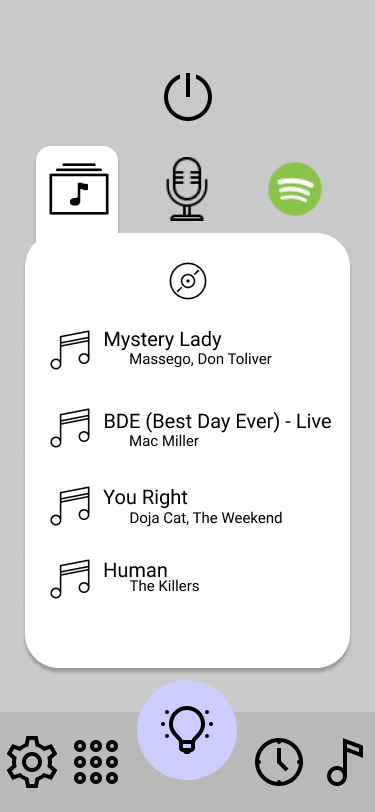 Mystery Lady
Massego, Don Toliver
BDE (Best Day Ever) - Live
Mac Miller
You Right
Doja Cat, The Weekend
Human
The Killers